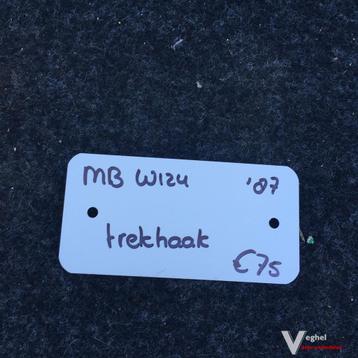 MB W124 '87
trekhaak
€75
Veghel